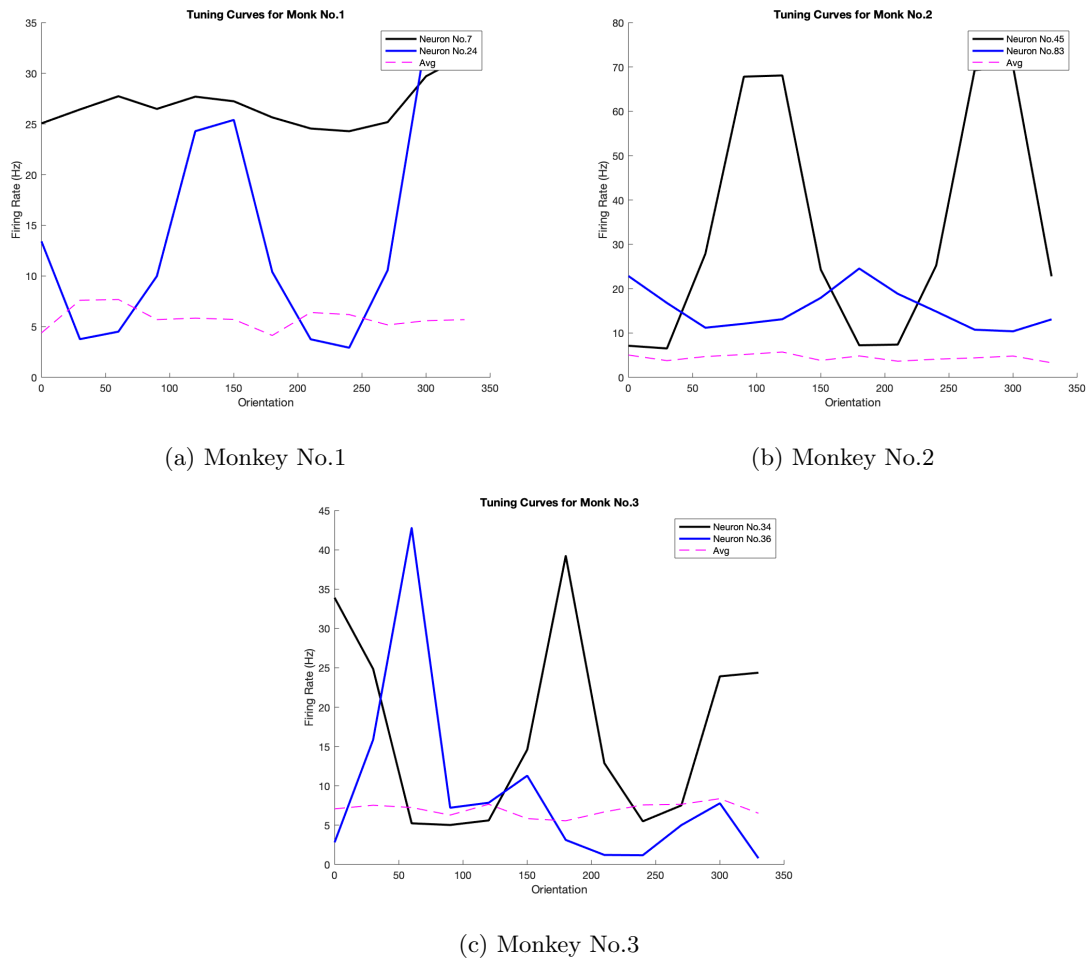 Tuning Curves for Monk No.1
35
30
25
20
15
10
5
0
Firing Rate (Hz)
0 50 100 150 200 250 300 350
Orientation
Neuron No.7
Neuron No.24
Avg
(a) Monkey No.1
Tuning Curves for Monk No.2
80
70
60
50
40
30
20
10
0
Firing Rate (Hz)
0 50 100 150 200 250 300 350
Orientation
Neuron No.45
Neuron No.83
Avg
(b) Monkey No.2
Tuning Curves for Monk No.3
45
40
35
30
25
20
15
10
5
0
Firing Rate (Hz)
0 50 100 150 200 250 300 350
Orientation
Neuron No.34
Neuron No.36
Avg
(c) Monkey No.3